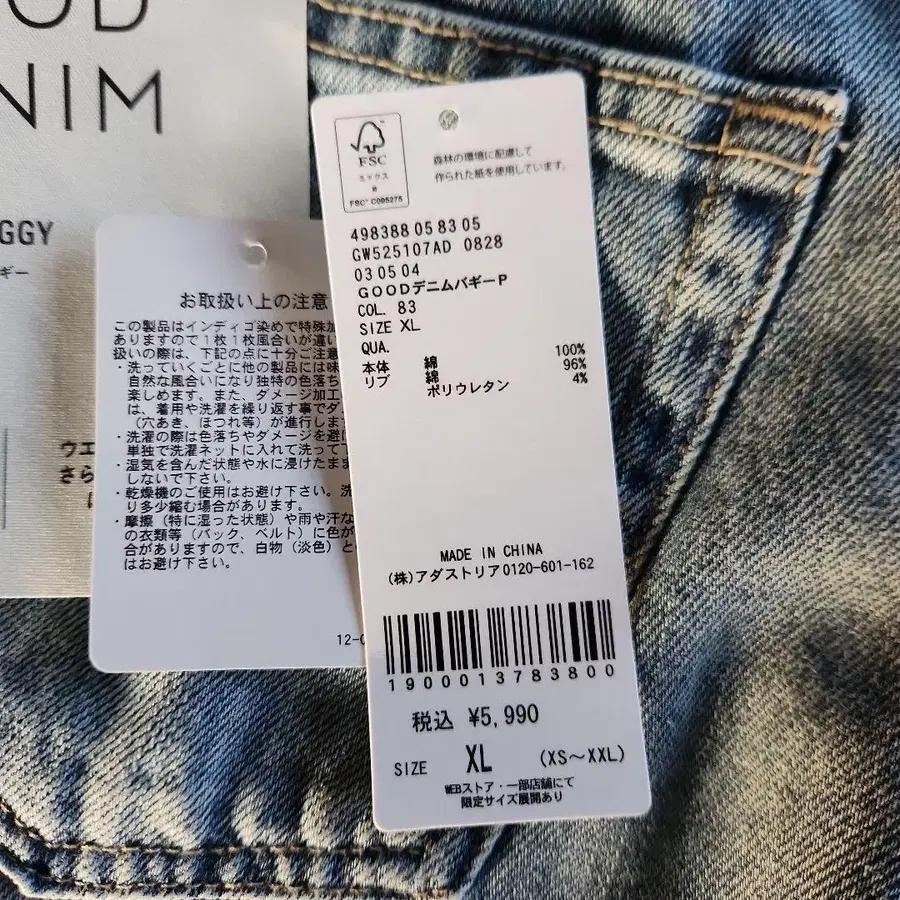 OD
NIM
GGY
ギー
ウエ
さら
お取扱い上の注意
この製品はインディゴ染めで特殊加
ありますので1枚1枚風合いが違い
扱いの際は、下記の点に十分ご注意
・洗っていくごとに他の製品には味
自然な風合いになり独特の色落ち
楽しめます。また、ダメージ加工
は、着用や洗濯を繰り返す事でダ
（穴あき、ほつれ等）が進行しま
・洗濯の際は色落ちやダメージを避け
単独で洗濯ネットに入れて洗って
・湿気を含んだ状態や水に浸けたまま
しないで下さい。
・乾燥機のご使用はお避け下さい。洗
り多少縮む場合があります。
・摩擦（特に湿った状態）や雨や汗な
の衣類等（バック、ベルト）に色が
合がありますので、白物（淡色）と
はお避け下さい。
12-0
FSC
ミックス
紙
FSC™ C095275
森林の環境に配慮して
作られた紙を使用しています。
498388 05 83 05
GW525107AD 0828
03 05 04
GOODデニムバギーP
COL. 83
SIZE XL
QUA.
本体 綿 100%
リブ 綿 96%
ポリウレタン 4%
MADE IN CHINA
(株)アダストリア0120-601-162
1900013783800
税込 ¥5,990
SIZE XL (XS～XXL)
WEBストア・一部店舗にて
限定サイズ展開あり